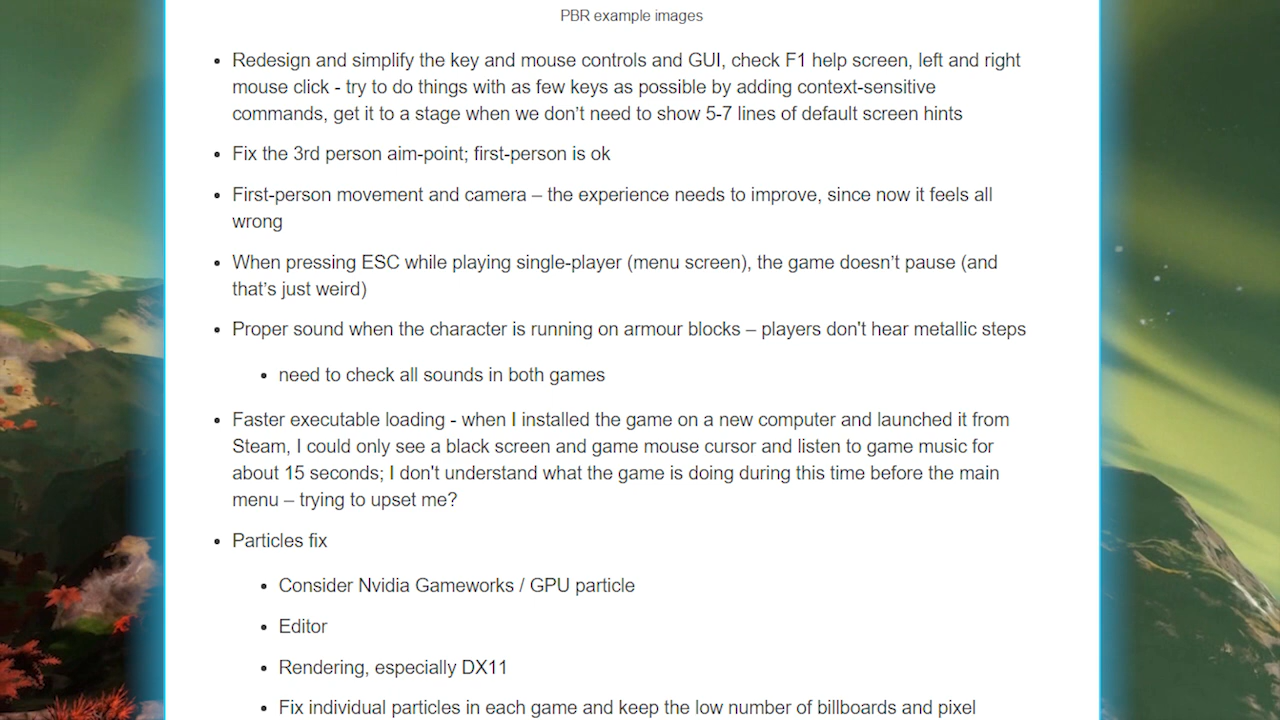 PBR example images
• Redesign and simplify the key and mouse controls and GUI, check F1 help screen, left and right
mouse click - try to do things with as few keys as possible by adding context-sensitive
commands, get it to a stage when we don’t need to show 5-7 lines of default screen hints
• Fix the 3rd person aim-point; first-person is ok
• First-person movement and camera – the experience needs to improve, since now it feels all
wrong
• When pressing ESC while playing single-player (menu screen), the game doesn’t pause (and
that’s just weird)
• Proper sound when the character is running on armour blocks – players don't hear metallic steps
• need to check all sounds in both games
• Faster executable loading - when I installed the game on a new computer and launched it from
Steam, I could only see a black screen and game mouse cursor and listen to game music for
about 15 seconds; I don't understand what the game is doing during this time before the main
menu – trying to upset me?
• Particles fix
• Consider Nvidia Gameworks / GPU particle
• Editor
• Rendering, especially DX11
• Fix individual particles in each game and keep the low number of billboards and pixel